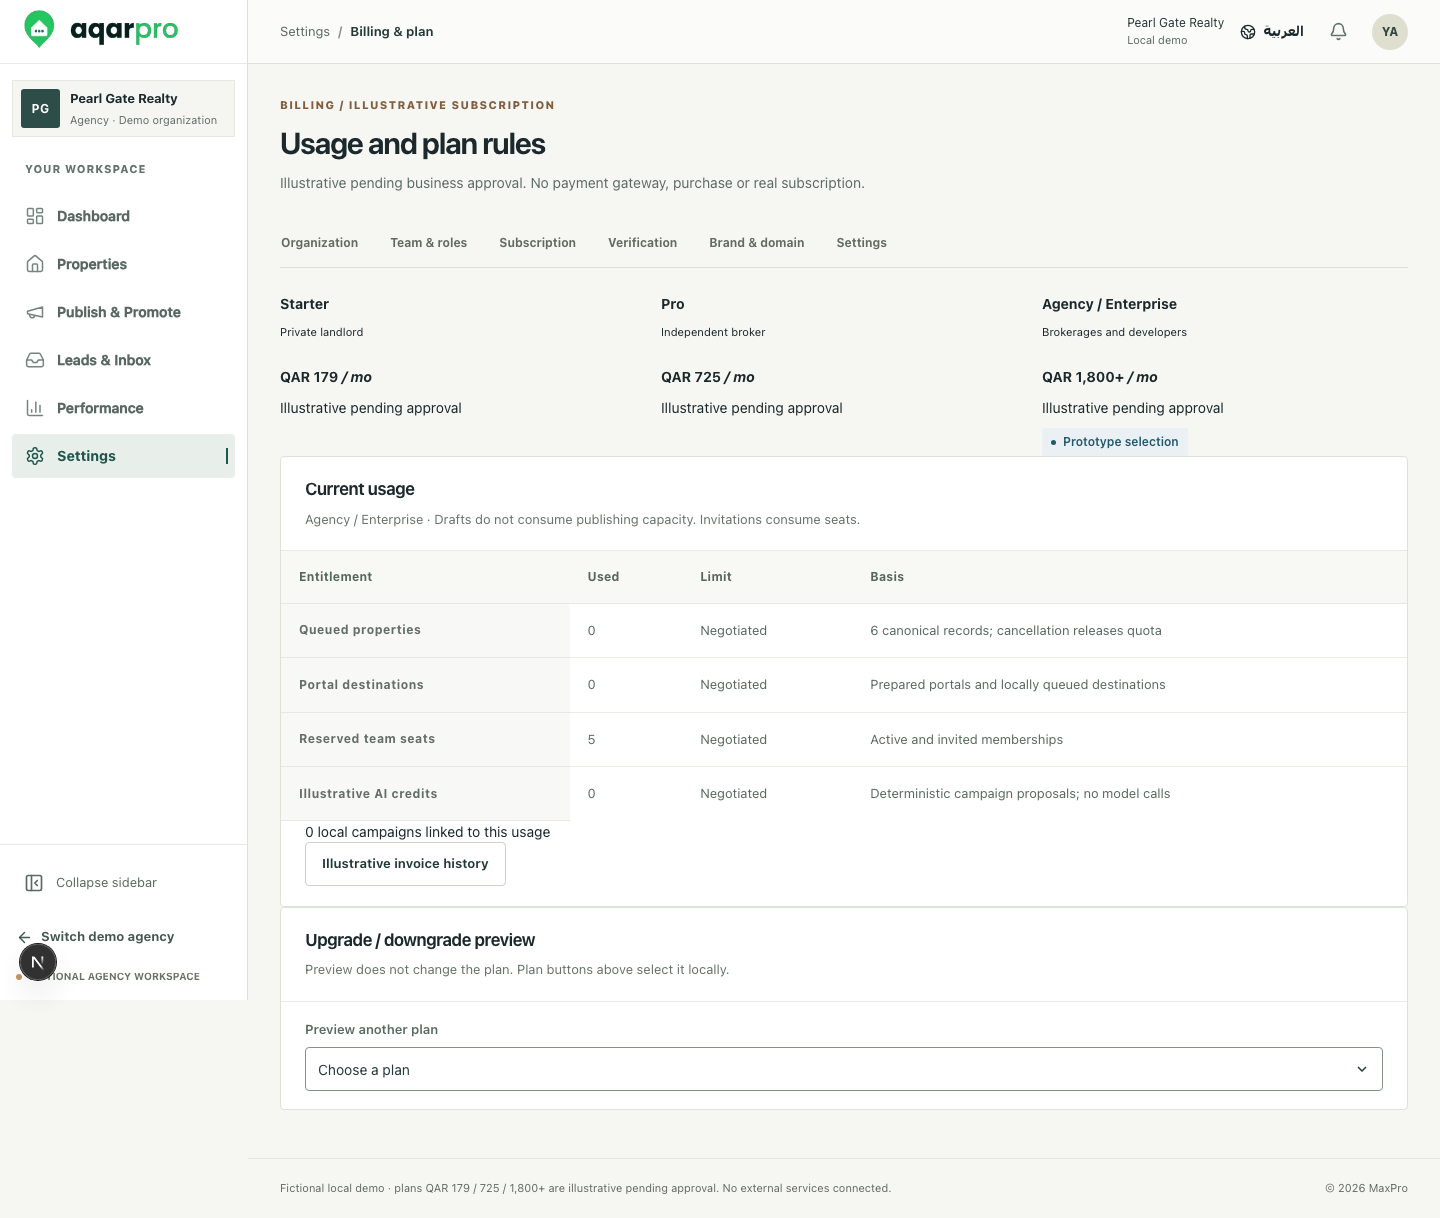 aqarpro
Settings / Billing & plan
Pearl Gate Realty
Local demo
العربية
YA
PG
Pearl Gate Realty
Agency · Demo organization
YOUR WORKSPACE
Dashboard
Properties
Publish & Promote
Leads & Inbox
Performance
Settings
Collapse sidebar
Switch demo agency
N
IONAL AGENCY WORKSPACE
BILLING / ILLUSTRATIVE SUBSCRIPTION
Usage and plan rules
Illustrative pending business approval. No payment gateway, purchase or real subscription.
Organization Team & roles Subscription Verification Brand & domain Settings
Starter
Private landlord
QAR 179 / mo
Illustrative pending approval
Pro
Independent broker
QAR 725 / mo
Illustrative pending approval
Agency / Enterprise
Brokerages and developers
QAR 1,800+ / mo
Illustrative pending approval
Prototype selection
Current usage
Agency / Enterprise · Drafts do not consume publishing capacity. Invitations consume seats.
Entitlement Used Limit Basis
Queued properties 0 Negotiated 6 canonical records; cancellation releases quota
Portal destinations 0 Negotiated Prepared portals and locally queued destinations
Reserved team seats 5 Negotiated Active and invited memberships
Illustrative AI credits 0 Negotiated Deterministic campaign proposals; no model calls
0 local campaigns linked to this usage
Illustrative invoice history
Upgrade / downgrade preview
Preview does not change the plan. Plan buttons above select it locally.
Preview another plan
Choose a plan
Fictional local demo · plans QAR 179 / 725 / 1,800+ are illustrative pending approval. No external services connected.
© 2026 MaxPro